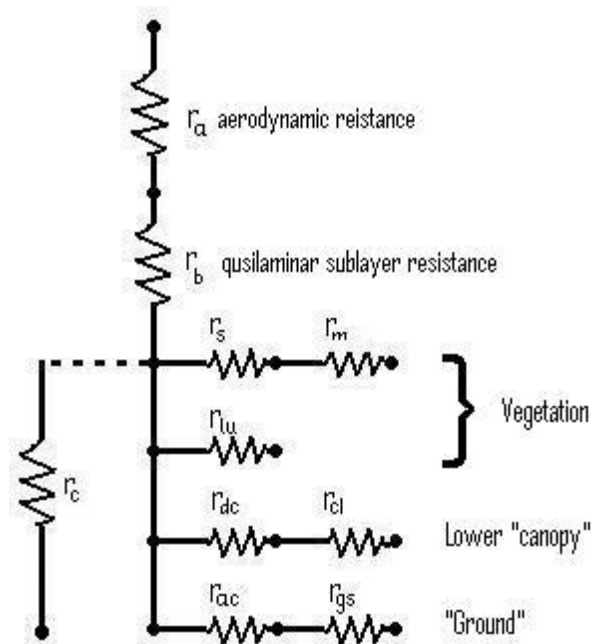 ra aerodynamic reistance
rb qusilaminar sublayer resistance
rs rm
Vegetation
rlu
rc
rdc rcl
Lower "canopy"
rac rgs
"Ground"